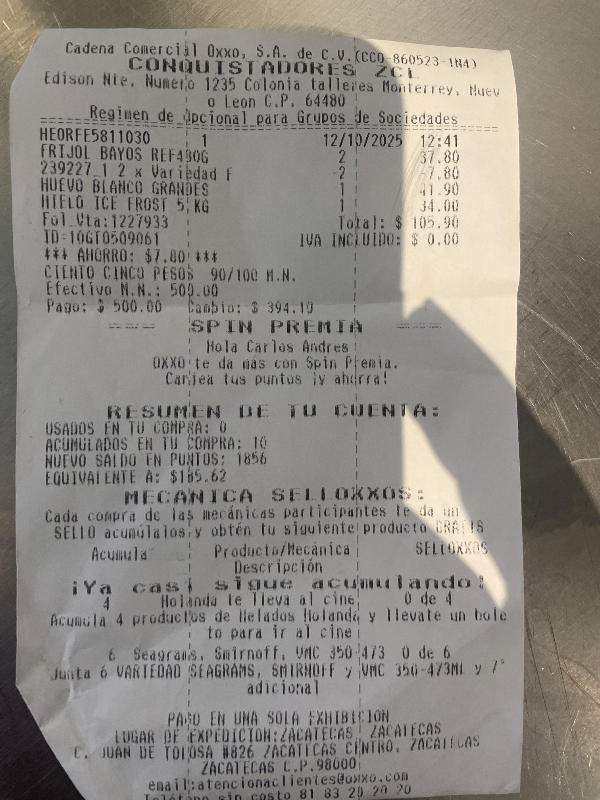 Cadena Comercial Oxxo, S.A. de C.V.(CCO-860523-1N4)
CONQUISTADORES ZCL
Edison Nte. Numero 1235 Colonia talleres Monterrey, Nuev
o Leon C.P. 64480
Regimen de Opcional para Grupos de Sociedades
HEORFE5811030 1 12/10/2025 12:41
FRIJOL BAYOS REF430G 2 37.80
239227 1 2 x Variedad F -2 -7.80
HUEVO BLANCO GRANDES 1 41.90
HIELO ICE FROST 5 KG 1 34.00
Fol.Vta:1227933 Total: $ 105.90
ID=10GT0509061 IVA INCLUIDO: $ 0.00
*** AHORRO: $7.80 ***
CIENTO CINCO PESOS 90/100 M.N.
Efectivo M.N.: 500.00
Pago: $ 500.00 Cambio: $ 394.10
SPIN PREMIA
Hola Carlos Andres
OXXO te da mas con Spin Premia.
Canjea tus puntos ¡y ahorra!
RESUMEN DE TU CUENTA:
USADOS EN TU COMPRA: 0
ACUMULADOS EN TU COMPRA: 10
NUEVO SALDO EN PUNTOS: 1856
EQUIVALENTE A: $185.62
MECANICA SELLOXXOS:
Cada compra de las mecánicas participantes te da un
SELLO acumúlalos y obtén tu siguiente producto GRATIS
Acumula Producto/Mecánica SELLOXXOS
Descripción
¡Ya casi sigue acumulando!
4 Holanda te lleva al cine 0 de 4
Acumula 4 productos de Helados Holanda y llevate un bole
to para ir al cine
6 Seagrams, Smirnoff, VMC 350-473 0 de 6
Junta 6 VARIEDAD SEAGRAMS, SMIRNOFF y VMC 350-473Ml y 7°
adicional
PAGO EN UNA SOLA EXHIBICION
LUGAR DE EXPEDICION:ZACATECAS ZACATECAS
C. JUAN DE TOLOSA #826 ZACATECAS CENTRO, ZACATECAS
ZACATECAS C.P.98000
email:atencionaclientes@oxxo.com
Teléfono sin costo 81 83 20 20 20